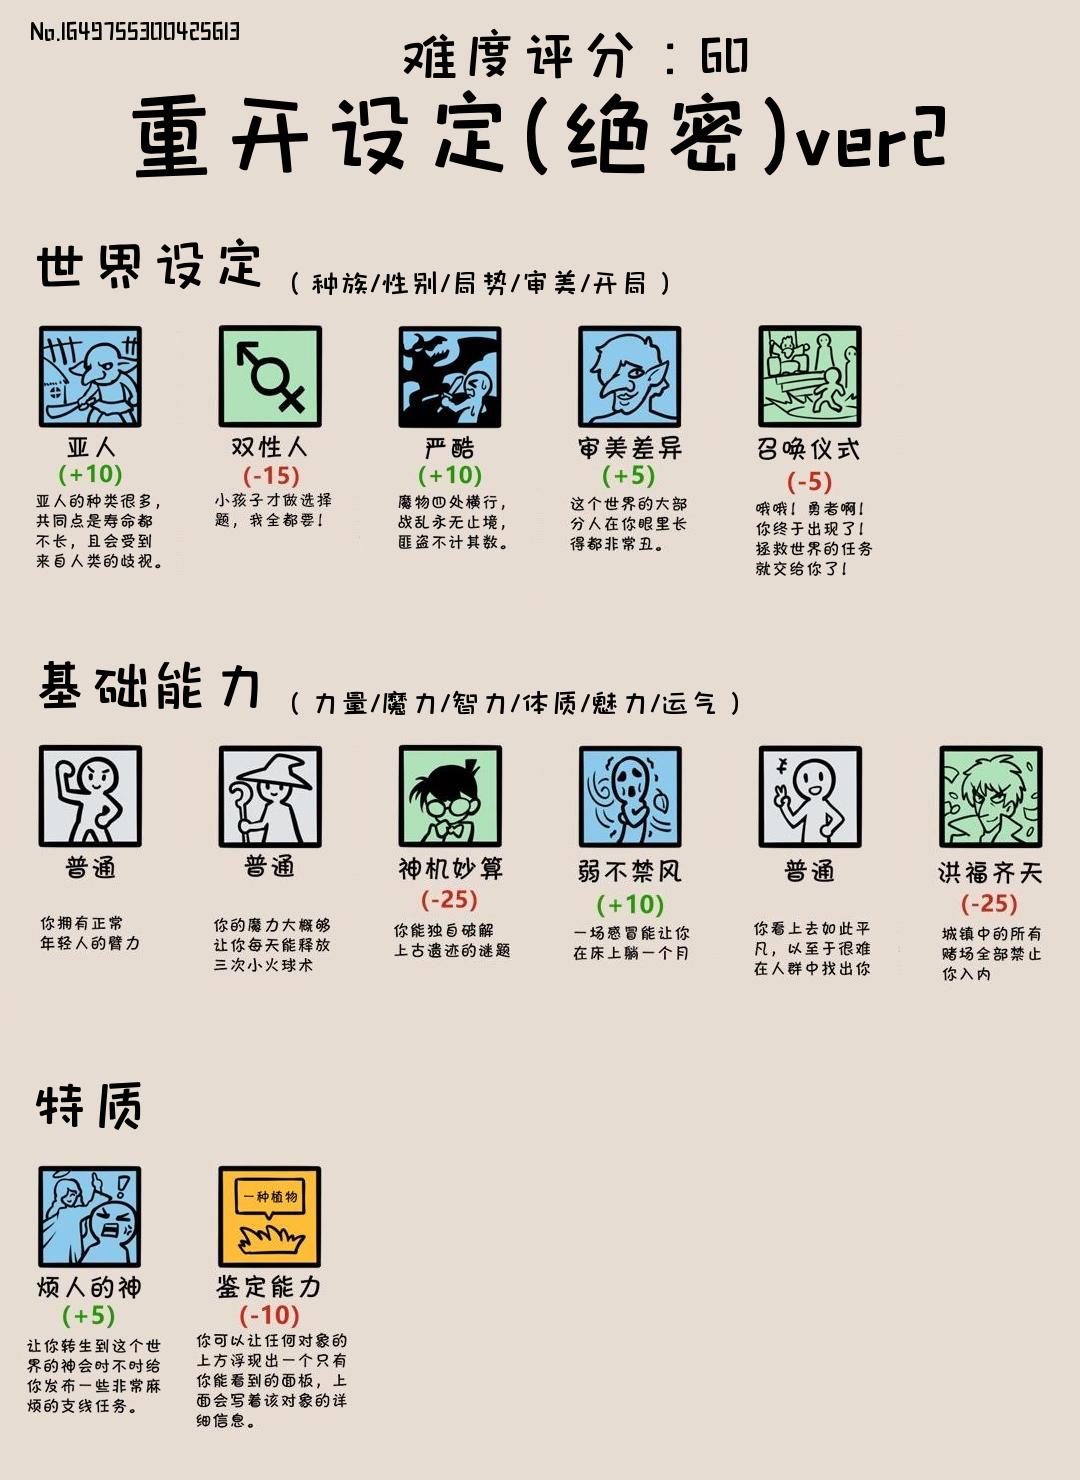 No.1649755300425613
难度评分：60
重开设定(绝密)ver2
世界设定（种族/性别/局势/审美/开局）
亚人
(+10)
亚人的种类很多，
共同点是寿命都
不长，且会受到
来自人类的歧视。
双性人
(-15)
小孩子才做选择
题，我全都要！
严酷
(+10)
魔物四处横行，
战乱永无止境，
匪盗不计其数。
审美差异
(+5)
这个世界的大部
分人在你眼里长
得都非常丑。
召唤仪式
(-5)
哦哦！勇者啊！
你终于出现了！
拯救世界的任务
就交给你了！
基础能力（力量/魔力/智力/体质/魅力/运气）
普通
你拥有正常
年轻人的臂力
普通
你的魔力大概够
让你每天能释放
三次小火球术
神机妙算
(-25)
你能独自破解
上古遗迹的谜题
弱不禁风
(+10)
一场感冒能让你
在床上躺一个月
普通
你看上去如此平
凡，以至于很难
在人群中找出你
洪福齐天
(-25)
城镇中的所有
赌场全部禁止
你入内
特质
烦人的神
(+5)
让你转生到这个世
界的神会时不时给
你发布一些非常麻
烦的支线任务。
一种植物
鉴定能力
(-10)
你可以让任何对象的
上方浮现出一个只有
你能看到的面板，上
面会写着该对象的详
细信息。